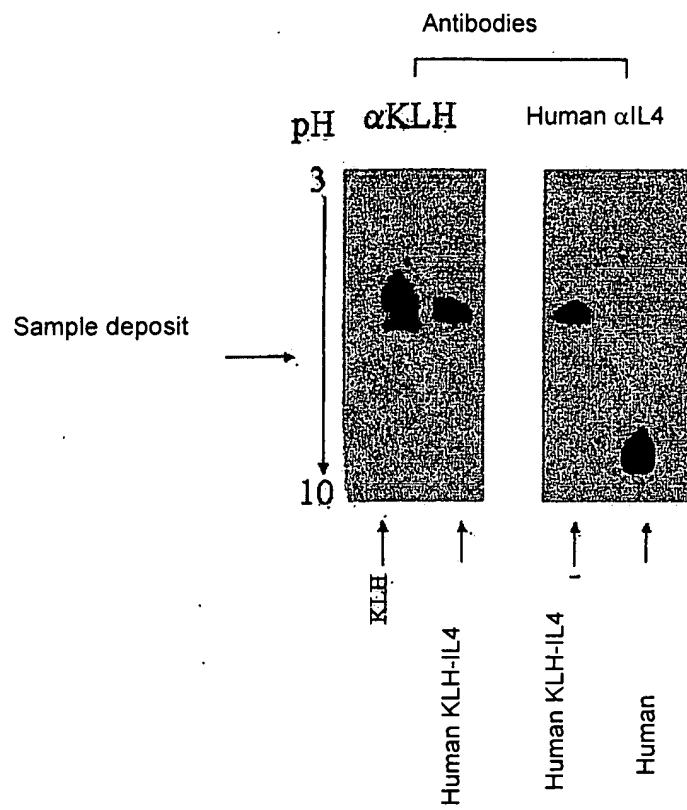 Antibodies
pH
αKLH
Human αIL4
3
Sample deposit
10
KLH
Human KLH-IL4
Human KLH-IL4
Human